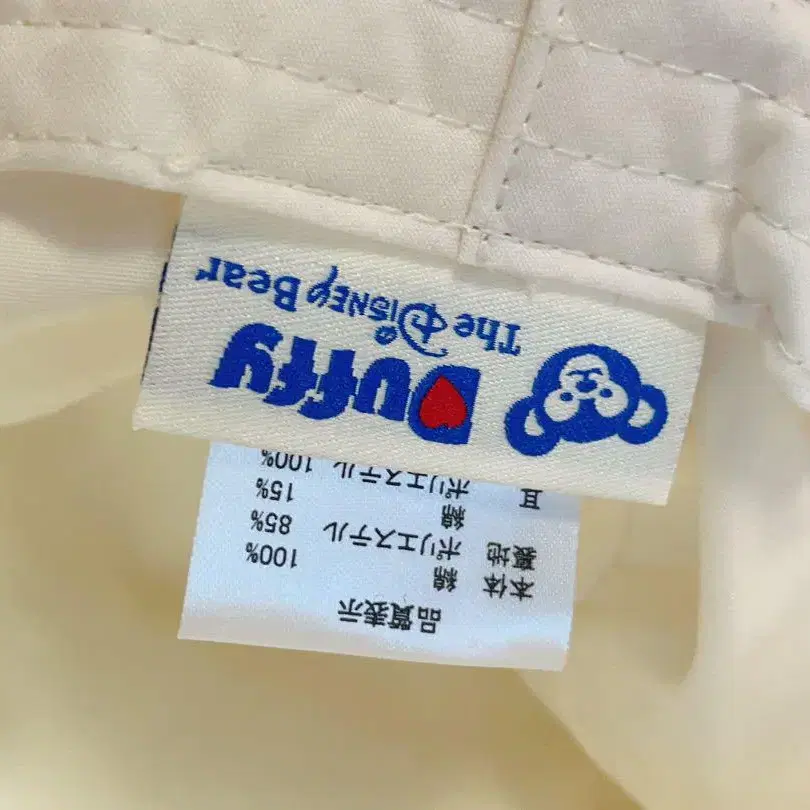 Duffy
The DISNEY Bear
品質表示
本体 綿 100%
裏地 ポリエステル 85%
綿 15%
耳 ポリエステル 100%